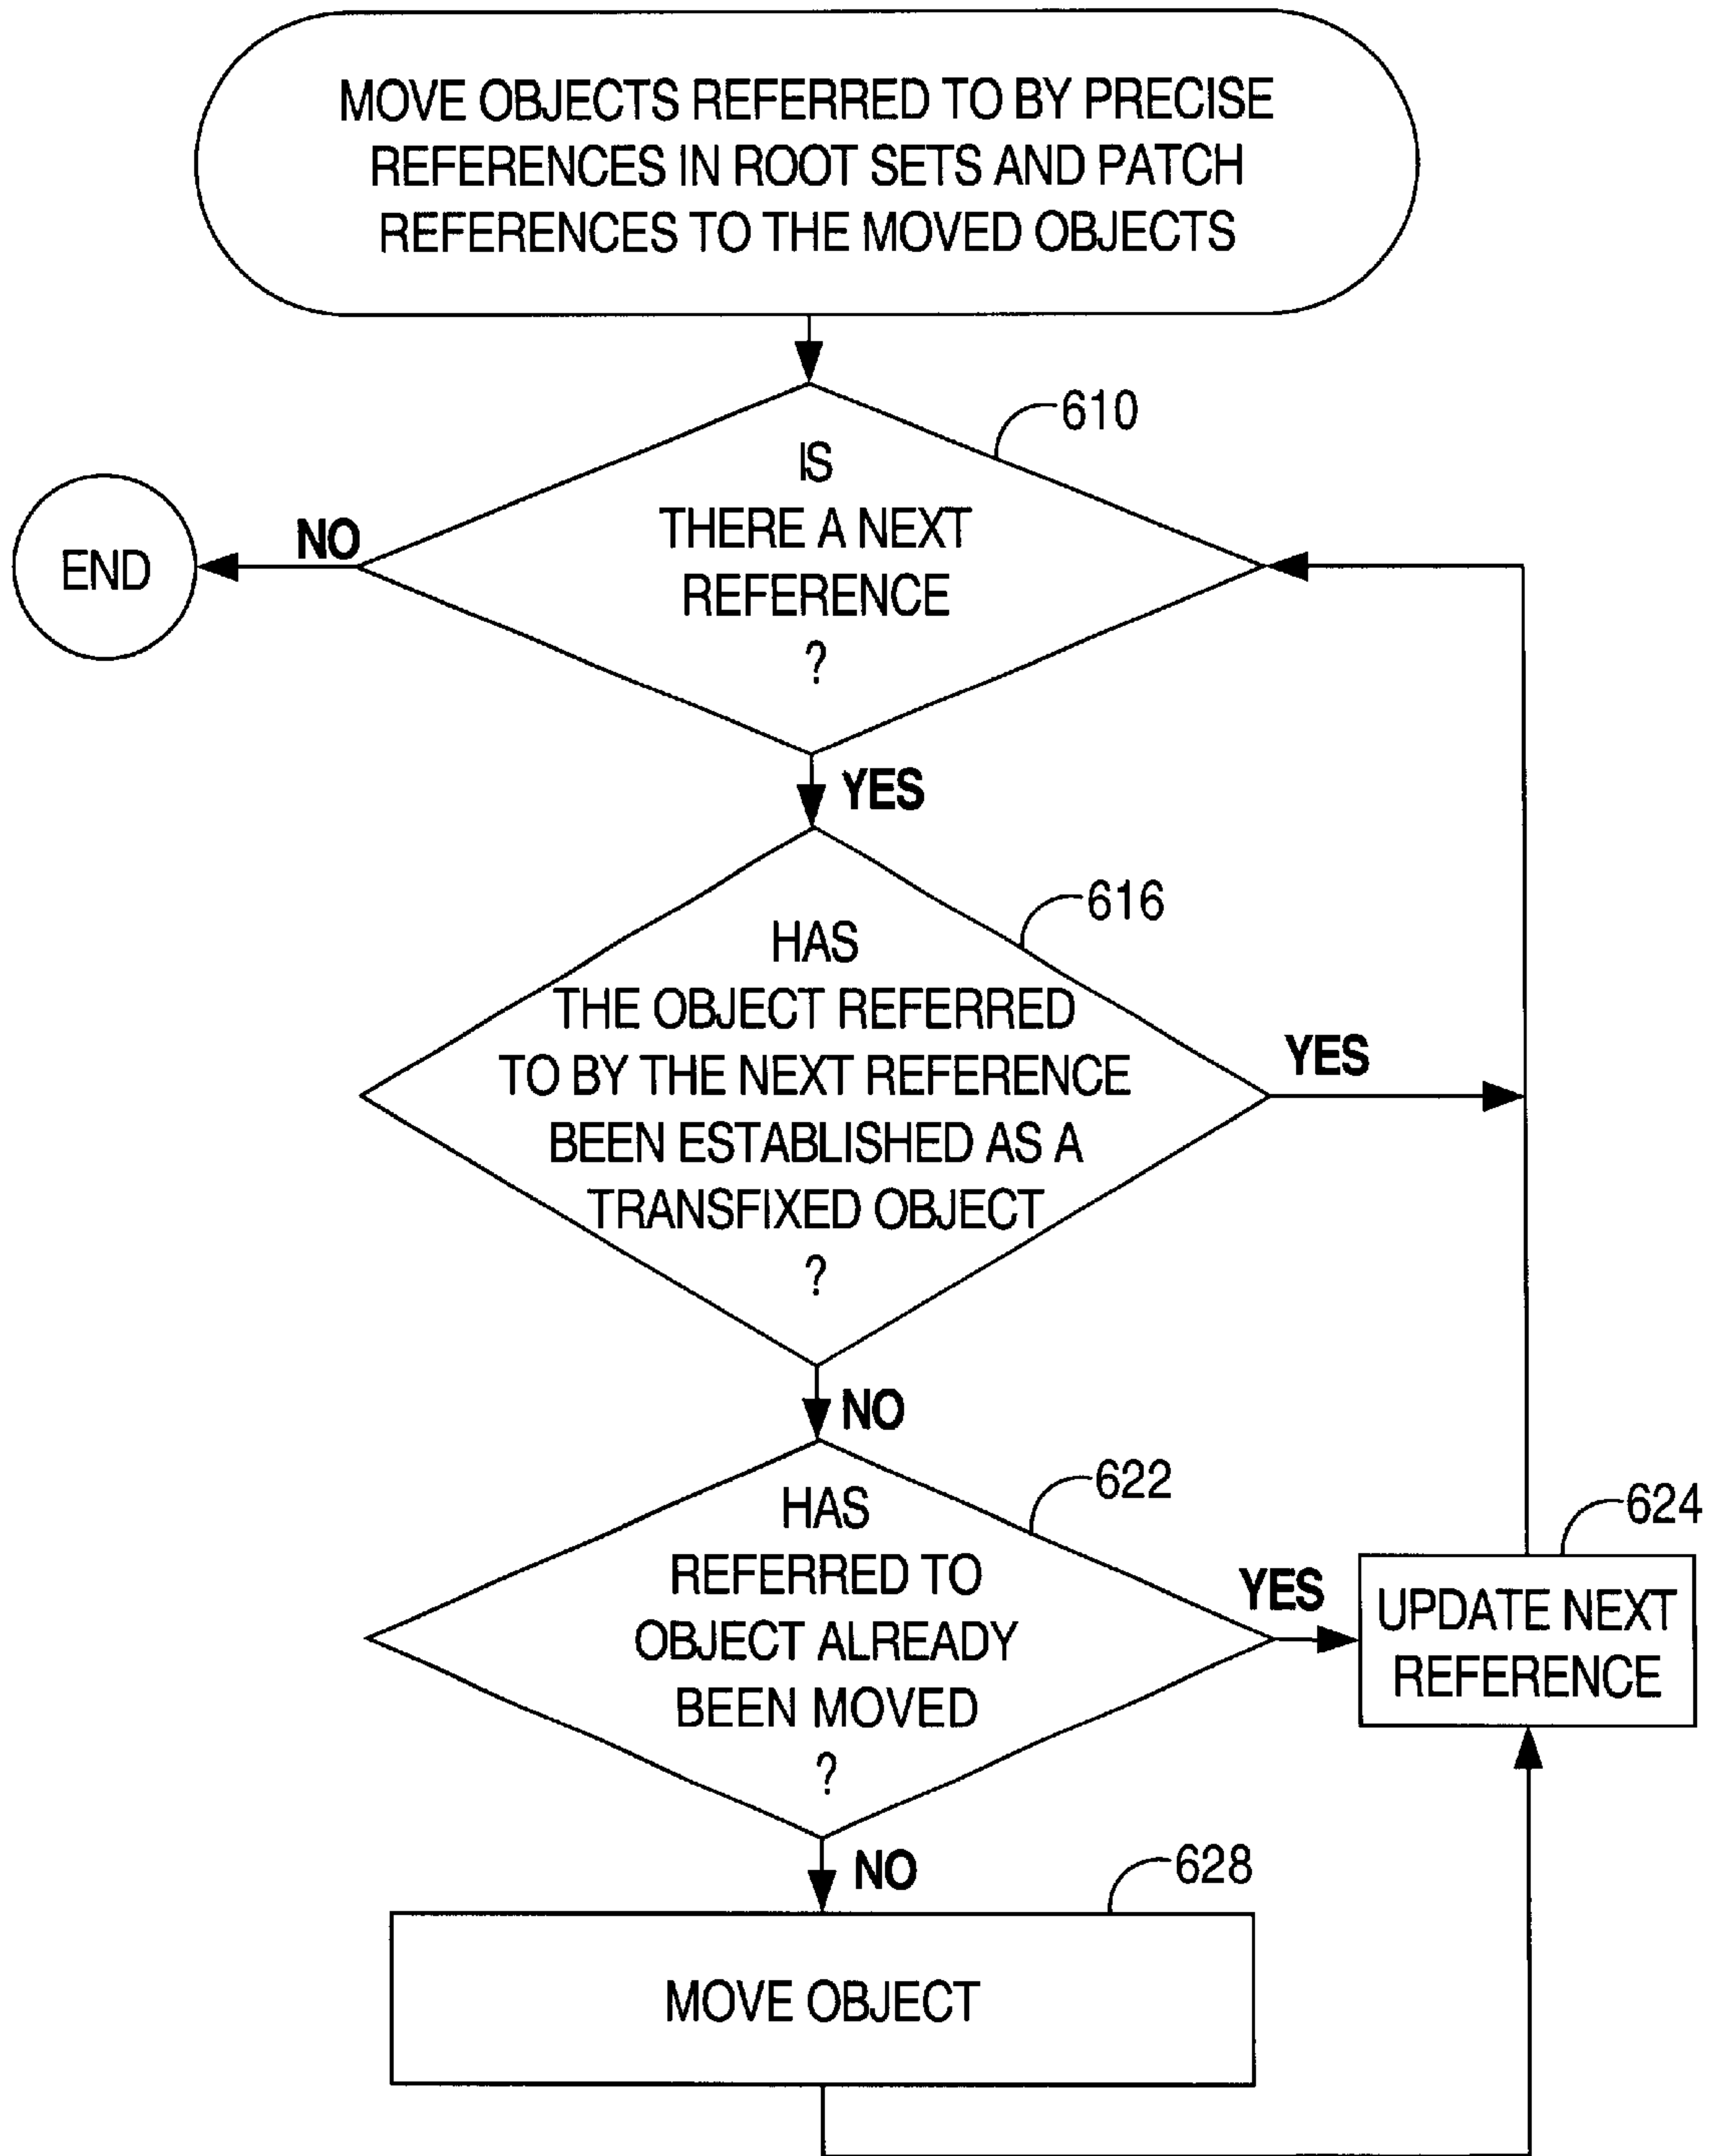 MOVE OBJECTS REFERRED TO BY PRECISE
REFERENCES IN ROOT SETS AND PATCH
REFERENCES TO THE MOVED OBJECTS
610
IS
THERE A NEXT
REFERENCE
?
NO
END
YES
616
HAS
THE OBJECT REFERRED
TO BY THE NEXT REFERENCE
BEEN ESTABLISHED AS A
TRANSFIXED OBJECT
?
YES
NO
622
HAS
REFERRED TO
OBJECT ALREADY
BEEN MOVED
?
YES
624
UPDATE NEXT
REFERENCE
NO
628
MOVE OBJECT